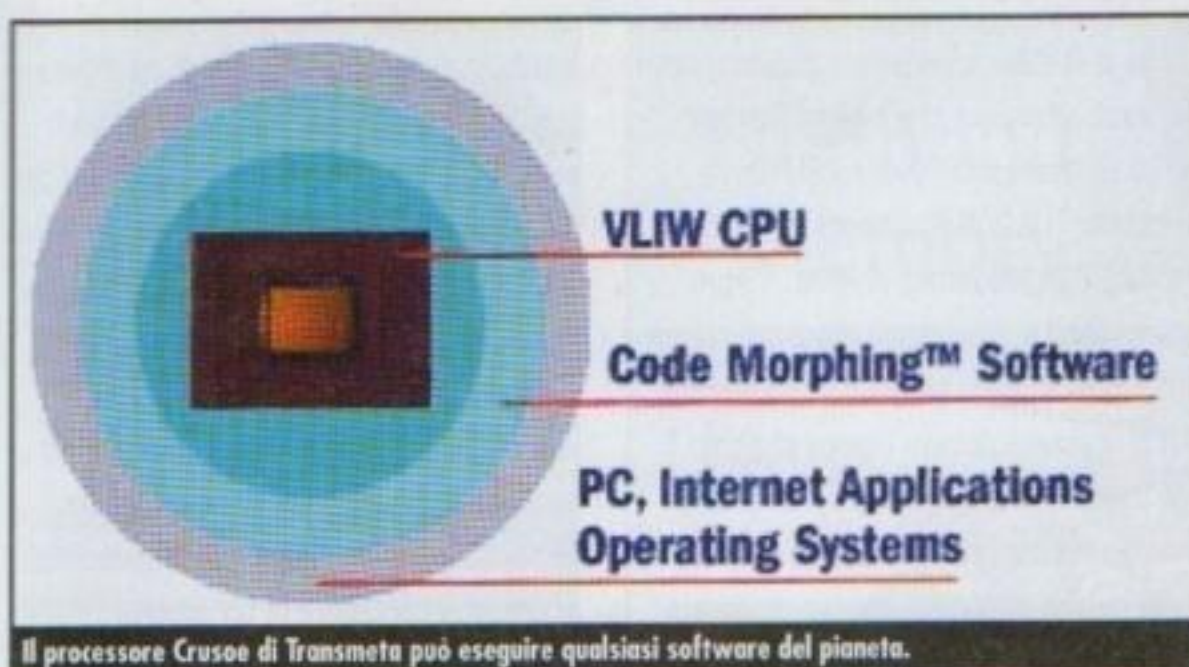 VLIW CPU
Code Morphing™ Software
PC, Internet Applications
Operating Systems
Il processore Crusoe di Transmeta può eseguire qualsiasi software del pianeta.